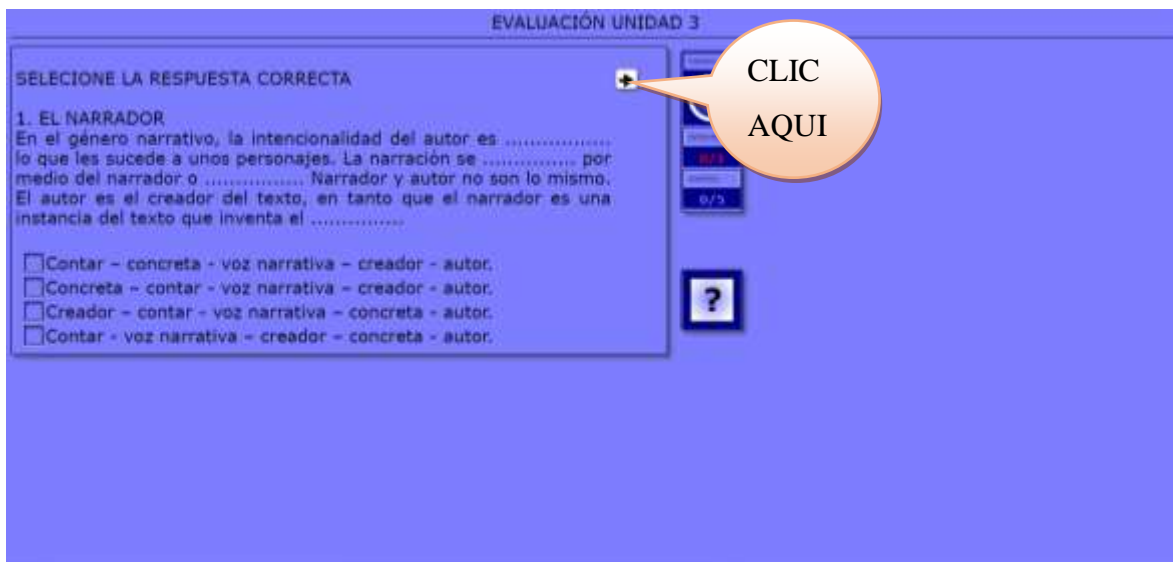 EVALUACIÓN UNIDAD 3
SELECIONE LA RESPUESTA CORRECTA
1. EL NARRADOR
En el género narrativo, la intencionalidad del autor es .................
lo que les sucede a unos personajes. La narración se ............... por
medio del narrador o ................ Narrador y autor no son lo mismo.
El autor es el creador del texto, en tanto que el narrador es una
instancia del texto que inventa el ...............
Contar – concreta - voz narrativa – creador - autor.
Concreta – contar - voz narrativa – creador - autor.
Creador – contar - voz narrativa – concreta - autor.
Contar - voz narrativa – creador – concreta - autor.
CLIC
AQUI
0/5
?